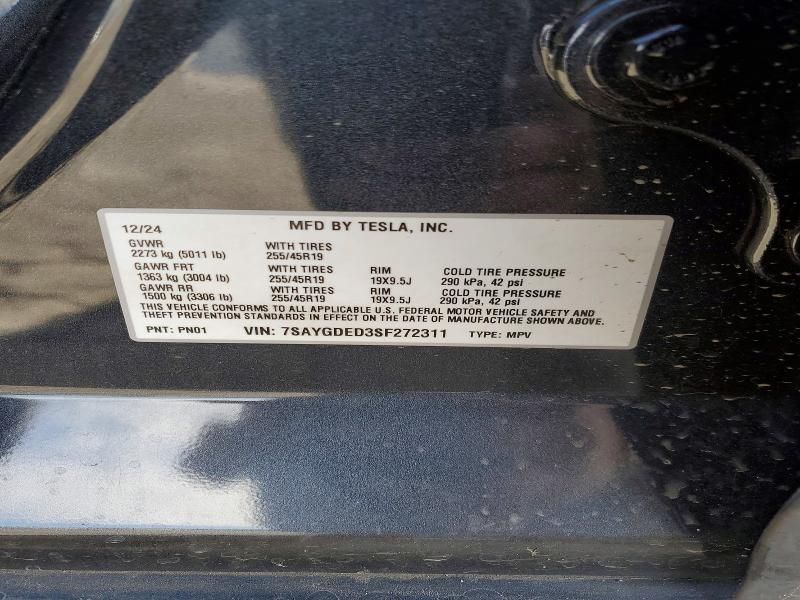 12/24 MFD BY TESLA, INC.
GVWR WITH TIRES
2273 kg (5011 lb) 255/45R19
GAWR FRT WITH TIRES RIM COLD TIRE PRESSURE
1363 kg (3004 lb) 255/45R19 19X9.5J 290 kPa, 42 psi
GAWR RR WITH TIRES RIM COLD TIRE PRESSURE
1500 kg (3306 lb) 255/45R19 19X9.5J 290 kPa, 42 psi
THIS VEHICLE CONFORMS TO ALL APPLICABLE U.S. FEDERAL MOTOR VEHICLE SAFETY AND
THEFT PREVENTION STANDARDS IN EFFECT ON THE DATE OF MANUFACTURE SHOWN ABOVE.
PNT: PN01 VIN: 7SAYGDED3SF272311 TYPE: MPV